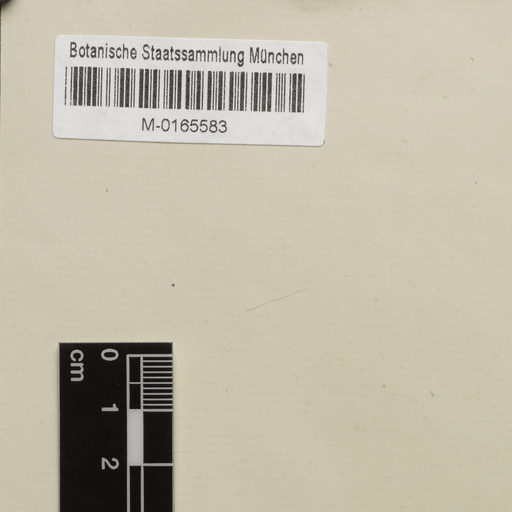 Botanische Staatssammlung München
M-0165583
cm
0
1
2